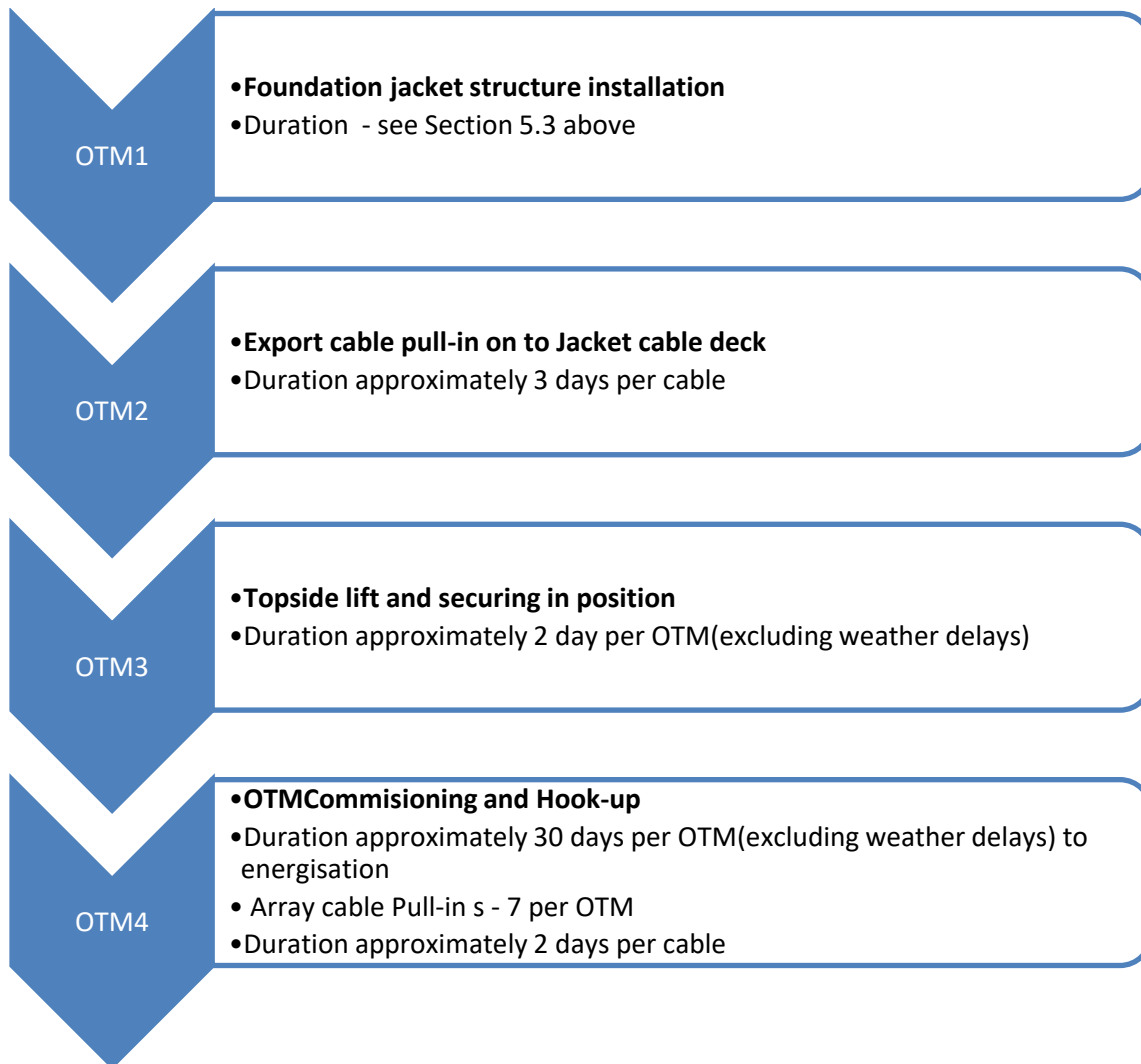 OTM1
•Foundation jacket structure installation
•Duration  - see Section 5.3 above
OTM2
•Export cable pull-in on to Jacket cable deck
•Duration approximately 3 days per cable
OTM3
•Topside lift and securing in position
•Duration approximately 2 day per OTM(excluding weather delays)
OTM4
•OTMCommisioning and Hook-up
•Duration approximately 30 days per OTM(excluding weather delays) to
energisation
• Array cable Pull-in s - 7 per OTM
•Duration approximately 2 days per cable